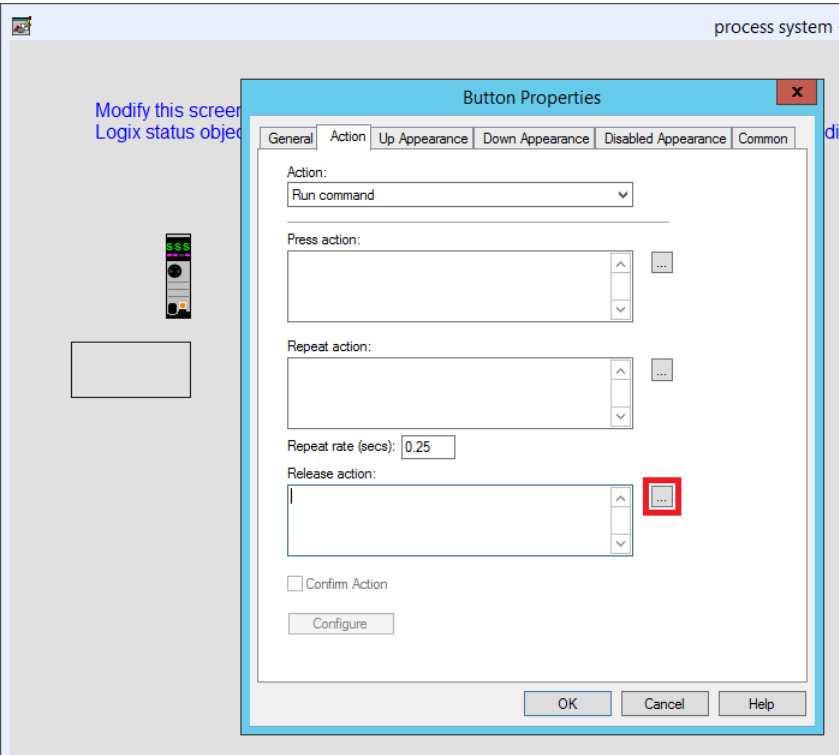 process system
Modify this screen
Logix status objec
di
Button Properties
x
General
Action
Up Appearance
Down Appearance
Disabled Appearance
Common
Action:
Run command
Press action:
...
Repeat action:
...
Repeat rate (secs): 0.25
Release action:
...
Confirm Action
Configure
OK
Cancel
Help
SSS